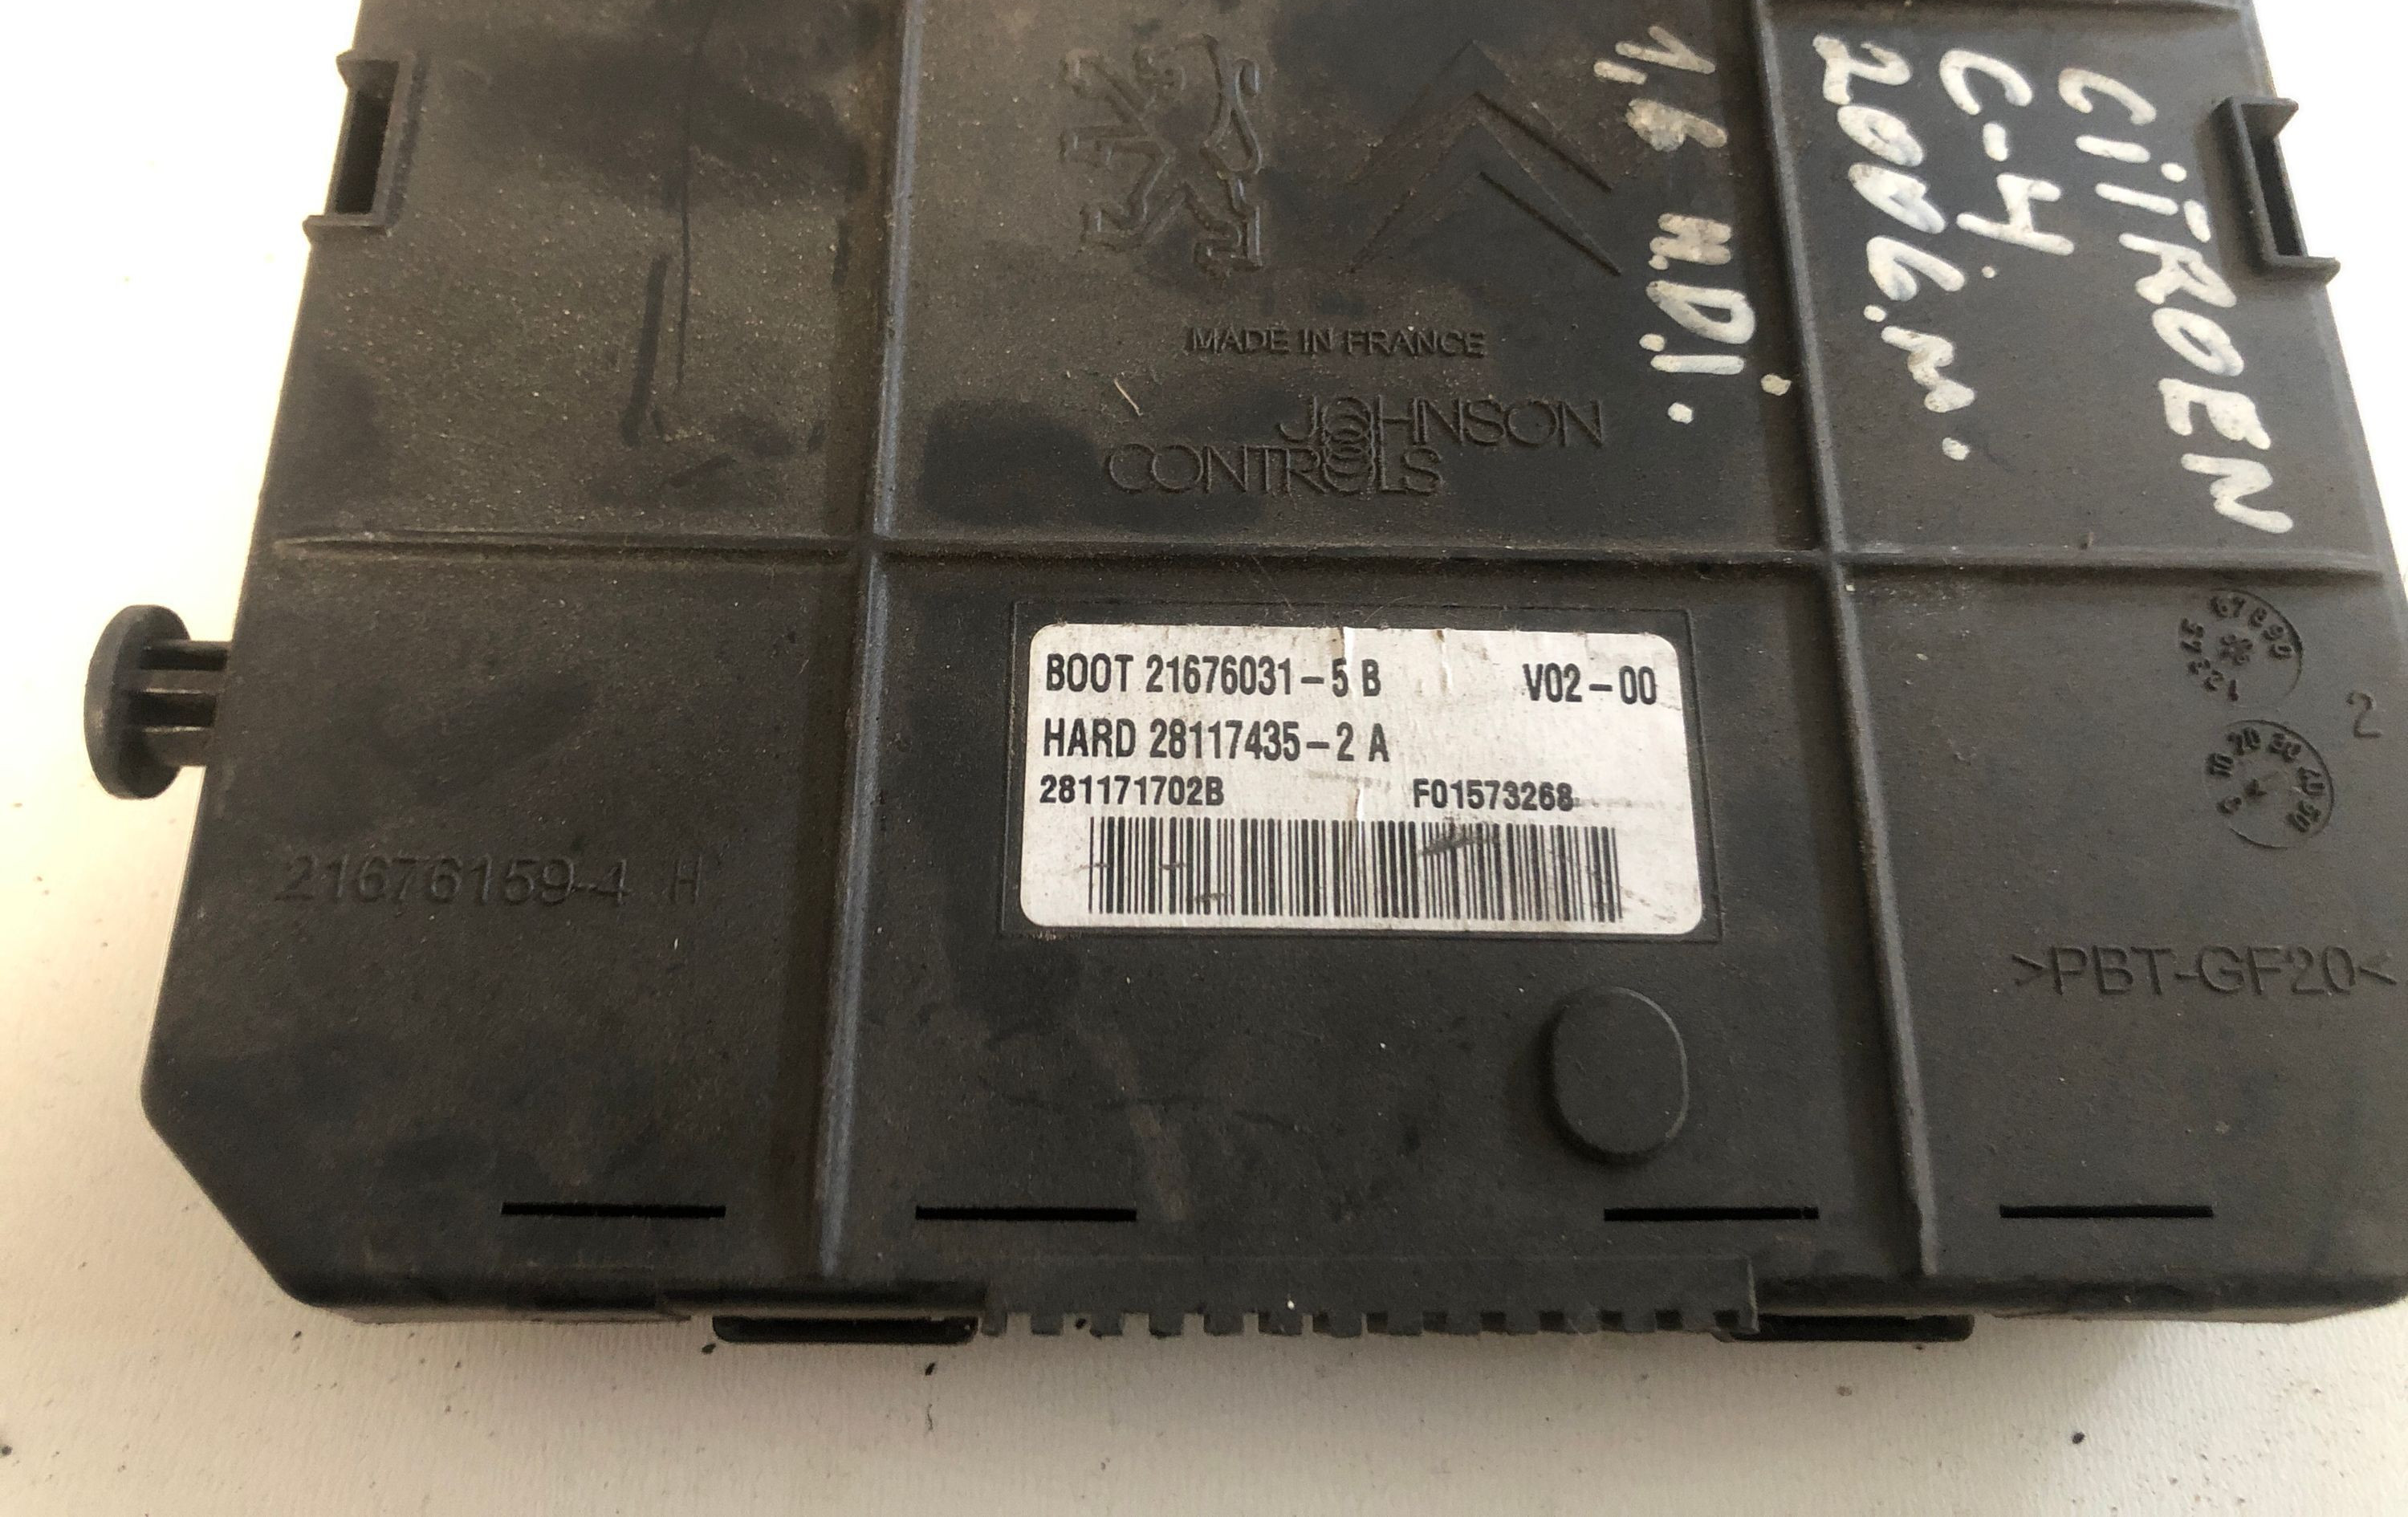 CiTROEN
C-4
2006.m.
1,6 H.D.i.
MADE IN FRANCE
JOHNSON
CONTROLS
BOOT 21676031-5 B V02-00
HARD 28117435-2 A
281171702B F01573268
21676159-4 H
2
>PBT-GF20<